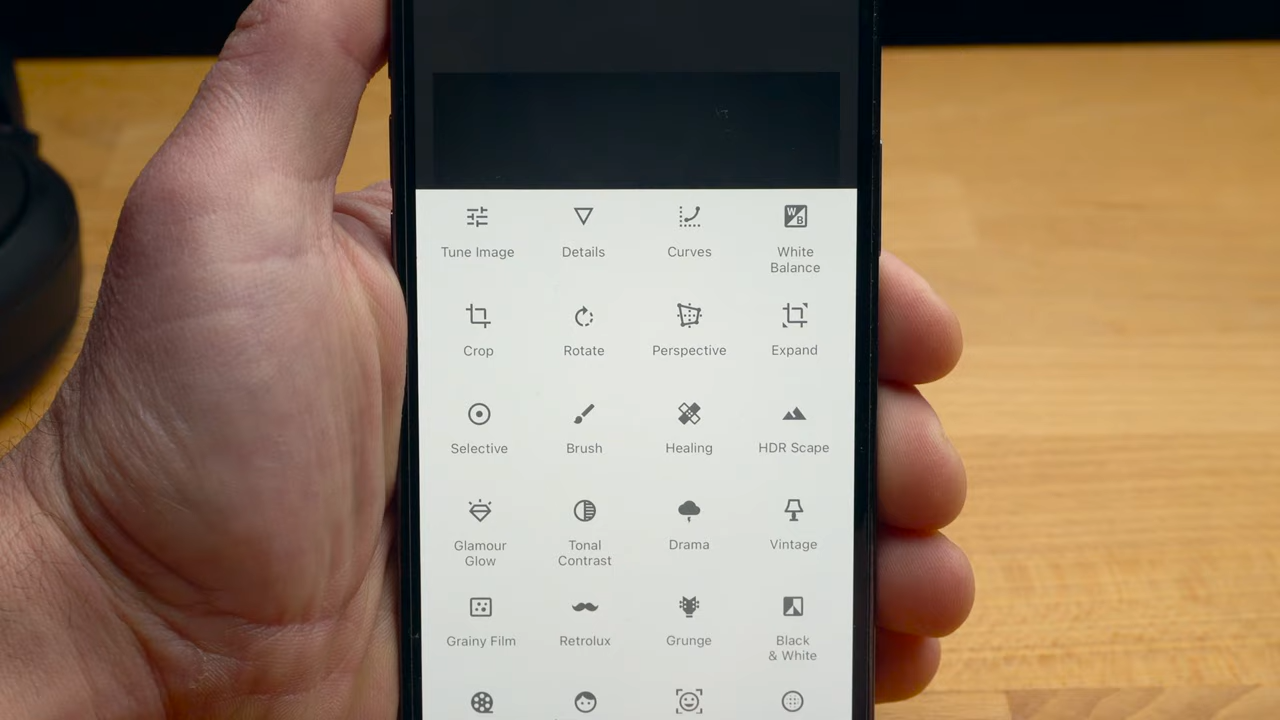 W
B
Tune Image
Details
Curves
White
Balance
Crop
Rotate
Perspective
Expand
Selective
Brush
Healing
HDR Scape
Glamour
Glow
Tonal
Contrast
Drama
Vintage
Grainy Film
Retrolux
Grunge
Black
& White